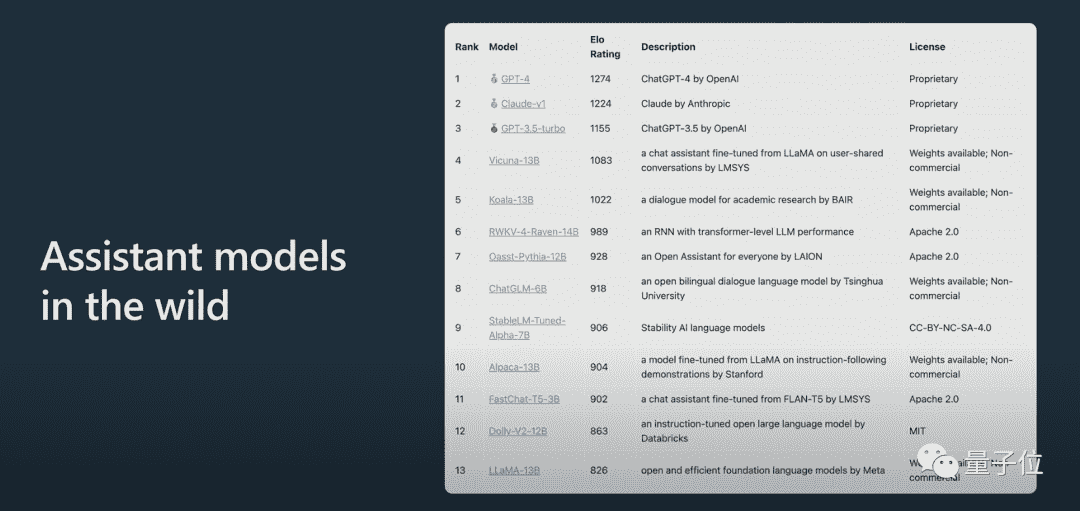 Assistant models
in the wild
Rank Model Elo Rating Description License
1 GPT-4 1274 ChatGPT-4 by OpenAI Proprietary
2 Claude-v1 1224 Claude by Anthropic Proprietary
3 GPT-3.5-turbo 1155 ChatGPT-3.5 by OpenAI Proprietary
4 Vicuna-13B 1083 a chat assistant fine-tuned from LLaMA on user-shared conversations by LMSYS Weights available; Non-commercial
5 Koala-13B 1022 a dialogue model for academic research by BAIR Weights available; Non-commercial
6 RWKV-4-Raven-14B 989 an RNN with transformer-level LLM performance Apache 2.0
7 Oasst-Pythia-12B 928 an Open Assistant for everyone by LAION Apache 2.0
8 ChatGLM-6B 918 an open bilingual dialogue language model by Tsinghua University Weights available; Non-commercial
9 StableLM-Tuned-Alpha-7B 906 Stability AI language models CC-BY-NC-SA-4.0
10 Alpaca-13B 904 a model fine-tuned from LLaMA on instruction-following demonstrations by Stanford Weights available; Non-commercial
11 FastChat-T5-3B 902 a chat assistant fine-tuned from FLAN-T5 by LMSYS Apache 2.0
12 Dolly-V2-12B 863 an instruction-tuned open large language model by Databricks MIT
13 LLaMA-13B 826 open and efficient foundation language models by Meta commercial
量子位